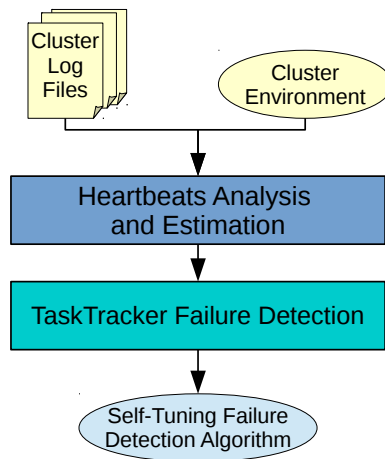 Cluster
Log
Files
Cluster
Environment
Heartbeats Analysis
and Estimation
TaskTracker Failure Detection
Self-Tuning Failure
Detection Algorithm